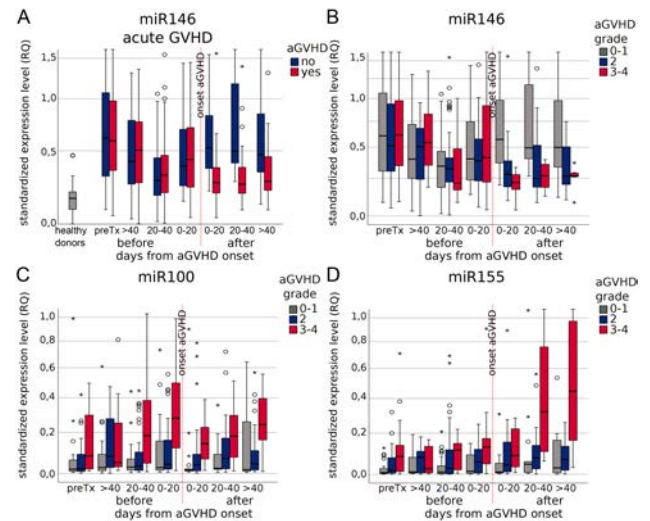 A
miR146
acute GVHD
aGVHD
no
yes
standardized expression level (RQ)
1,5
1,0
0,5
0,0
onset aGVHD
healthy donors
preTx >40 20-40 0-20 0-20 20-40 >40
before after
days from aGVHD onset
B
miR146
aGVHD grade
0-1
2
3-4
standardized expression level (RQ)
1,5
1,0
0,5
0,0
onset aGVHD
preTx >40 20-40 0-20 0-20 20-40 >40
before after
days from aGVHD onset
C
miR100
aGVHD grade
0-1
2
3-4
standardized expression level (RQ)
1,0
0,8
0,6
0,4
0,2
0,0
onset aGVHD
preTx >40 20-40 0-20 0-20 20-40 >40
before after
days from aGVHD onset
D
miR155
aGVHD grade
0-1
2
3-4
standardized expression level (RQ)
1,0
0,8
0,6
0,4
0,2
0,0
onset aGVHD
preTx >40 20-40 0-20 0-20 20-40 >40
before after
days from aGVHD onset